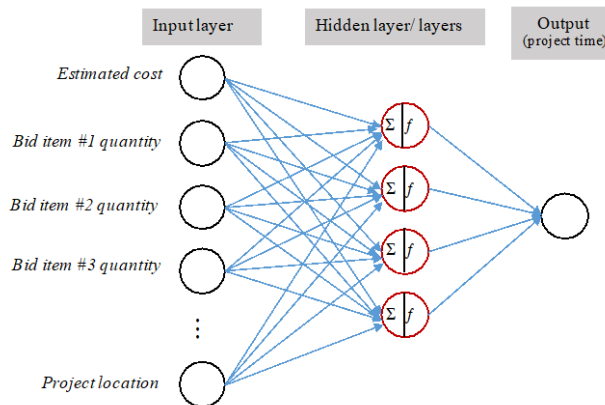 Input layer
Hidden layer/ layers
Output
(project time)
Estimated cost
Bid item #1 quantity
Bid item #2 quantity
Bid item #3 quantity
⋮
Project location
Σ f
Σ f
Σ f
Σ f